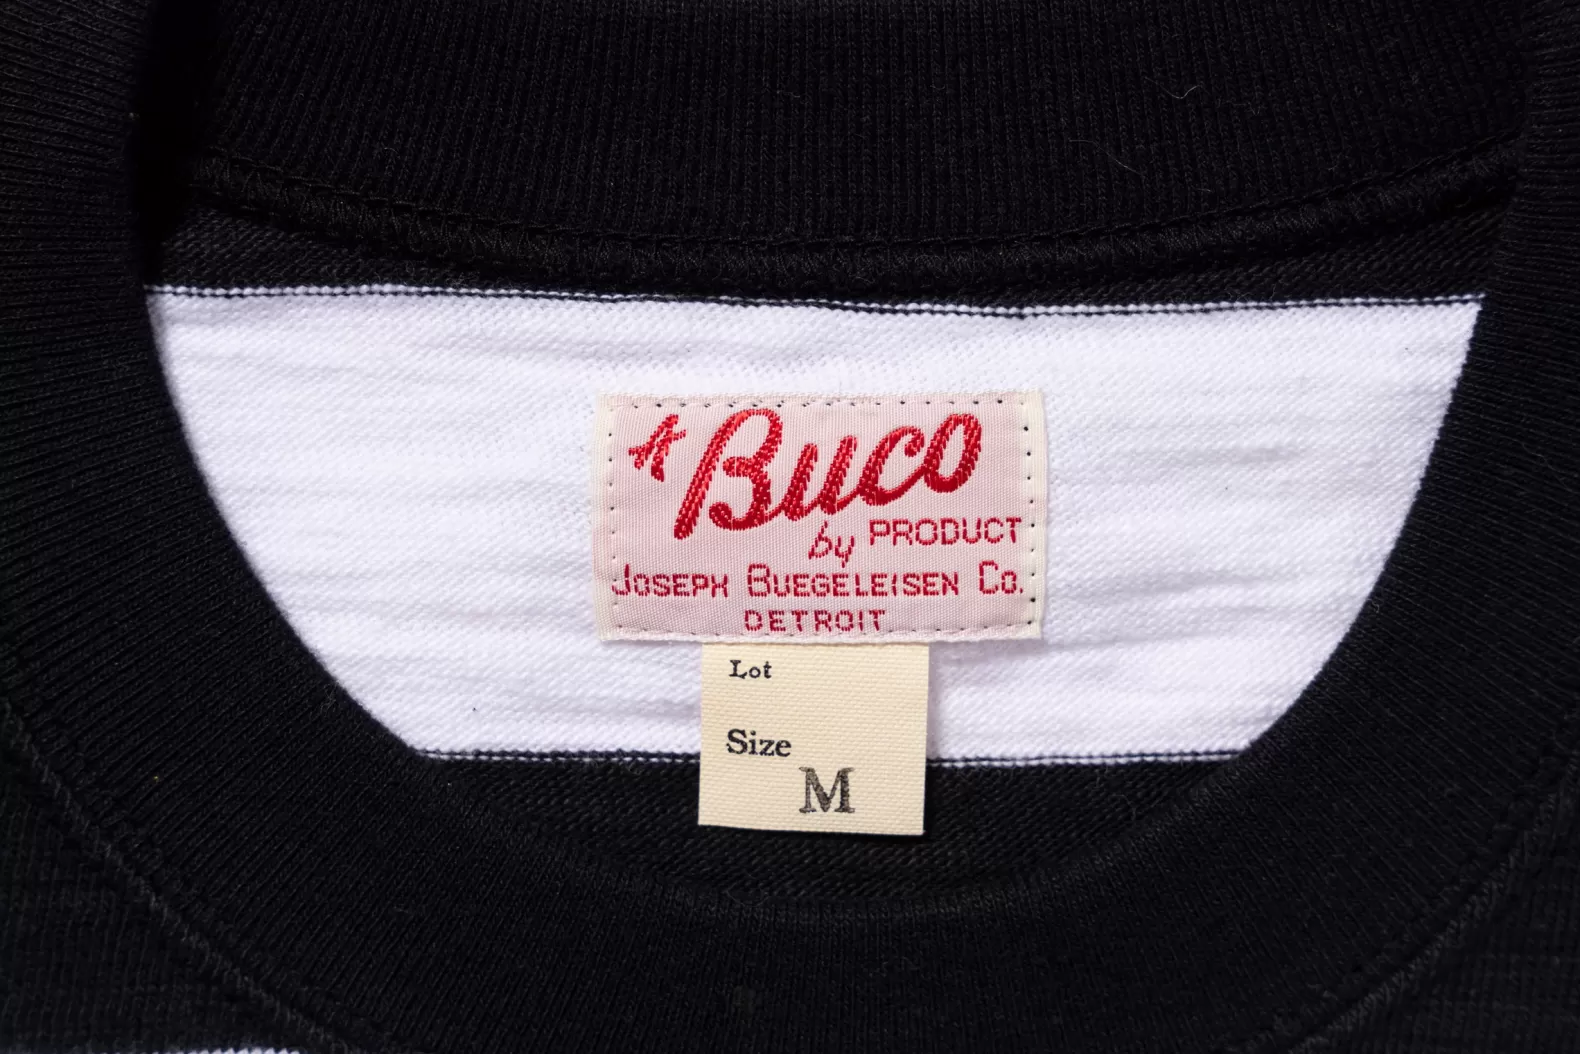 A Buco
by PRODUCT
JOSEPH BUEGELEISEN CO.
DETROIT
Lot
Size
M